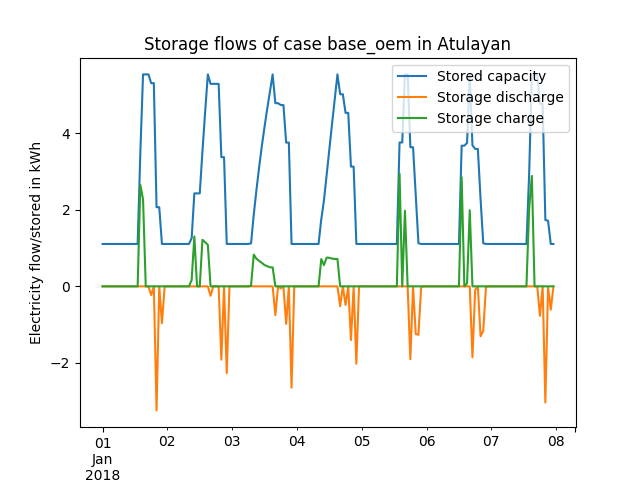 Storage flows of case base_oem in Atulayan
Stored capacity
Storage discharge
Storage charge
Electricity flow/stored in kWh
4
2
0
−2
01 02 03 04 05 06 07 08
Jan
2018